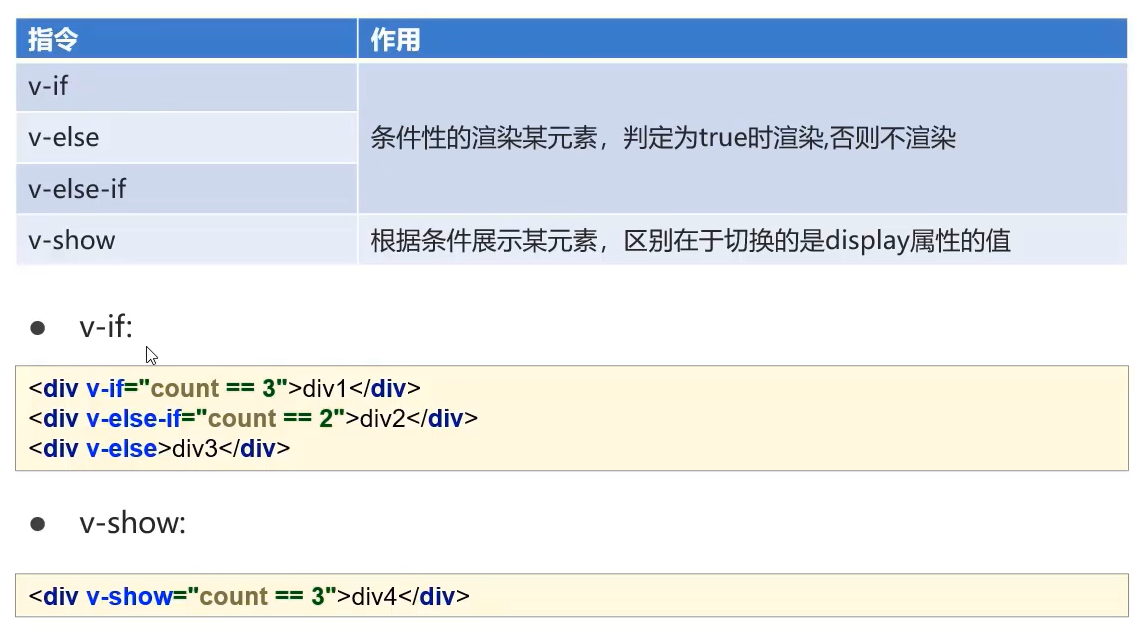 指令 作用
v-if
v-else 条件性的渲染某元素，判定为true时渲染,否则不渲染
v-else-if
v-show 根据条件展示某元素，区别在于切换的是display属性的值
● v-if:
<div v-if="count == 3">div1</div>
<div v-else-if="count == 2">div2</div>
<div v-else>div3</div>
● v-show:
<div v-show="count == 3">div4</div>